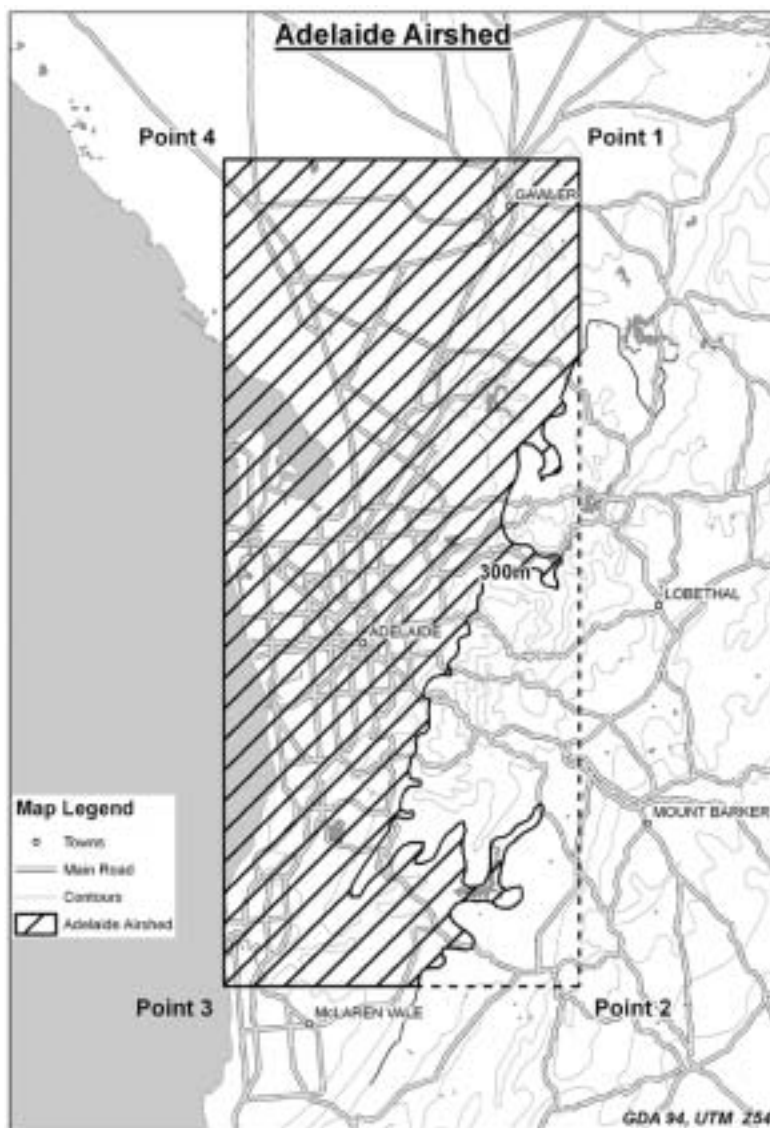 Adelaide Airshed
Point 4
Point 1
GAWLER
300m
LOBETHAL
ADELAIDE
Map Legend
Towns
Main Road
Contours
Adelaide Airshed
MOUNT BARKER
Point 3
Point 2
McLAREN VALE
GDA 94, UTM Z54